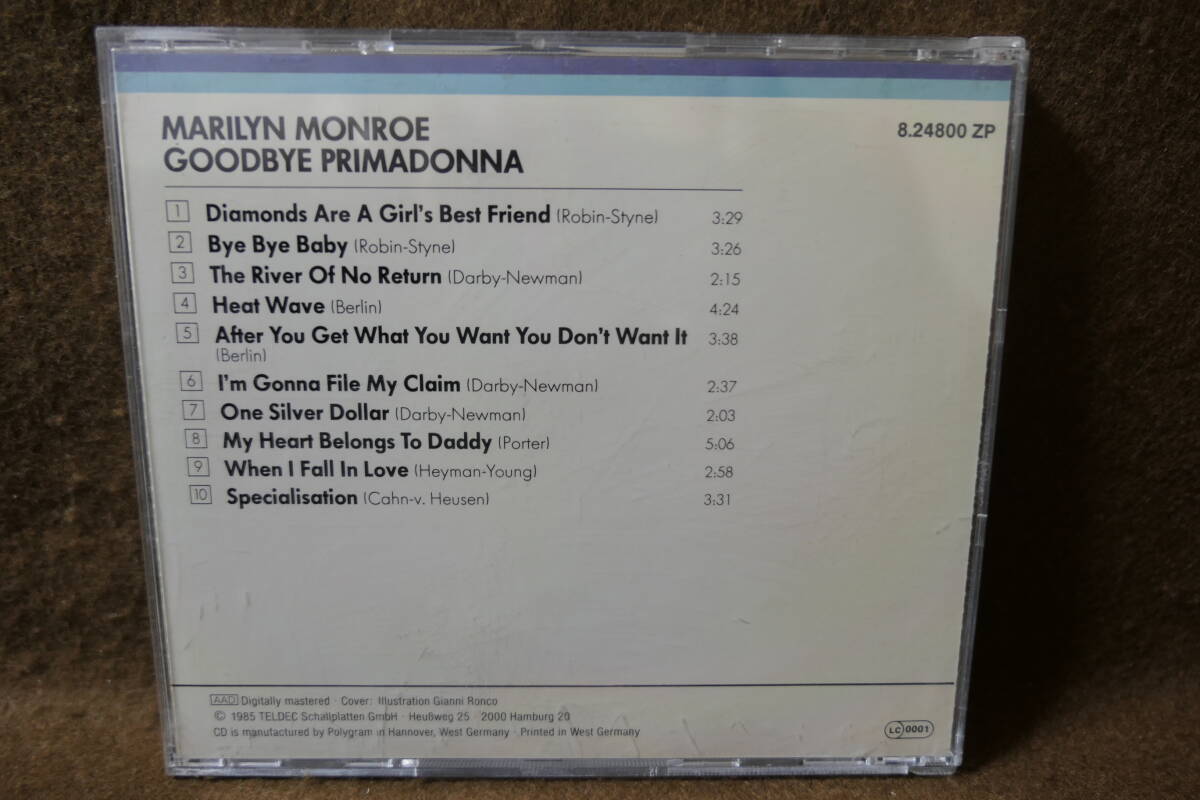 MARILYN MONROE
GOODBYE PRIMADONNA
8.24800 ZP
1 Diamonds Are A Girl's Best Friend (Robin-Styne) 3:29
2 Bye Bye Baby (Robin-Styne) 3:26
3 The River Of No Return (Darby-Newman) 2:15
4 Heat Wave (Berlin) 4:24
5 After You Get What You Want You Don't Want It 3:38
(Berlin)
6 I'm Gonna File My Claim (Darby-Newman) 2:37
7 One Silver Dollar (Darby-Newman) 2:03
8 My Heart Belongs To Daddy (Porter) 5:06
9 When I Fall In Love (Heyman-Young) 2:58
10 Specialisation (Cahn-v. Heusen) 3:31
AAD Digitally mastered · Cover: Illustration Gianni Ronco
© 1985 TELDEC Schallplatten GmbH · Heußweg 25 · 2000 Hamburg 20
CD is manufactured by Polygram in Hannover, West Germany · Printed in West Germany
LC 0001